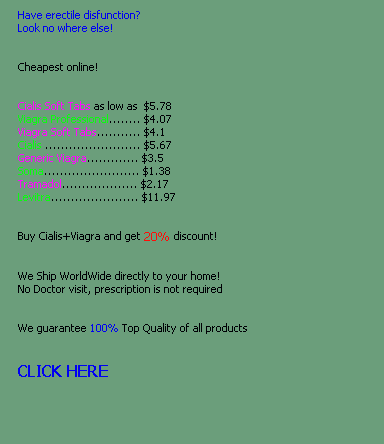 Have erectile disfunction?
Look no where else!
Cheapest online!
Cialis Soft Tabs as low as $5.78
Viagra Professional......... $4.07
Viagra Soft Tabs............ $4.1
Cialis....................... $5.67
Generic Viagra.............. $3.5
Soma......................... $1.38
Tramadol.................... $2.17
Levitra....................... $11.97
Buy Cialis+Viagra and get 20% discount!
We Ship WorldWide directly to your home!
No Doctor visit, prescription is not required
We guarantee 100% Top Quality of all products
CLICK HERE